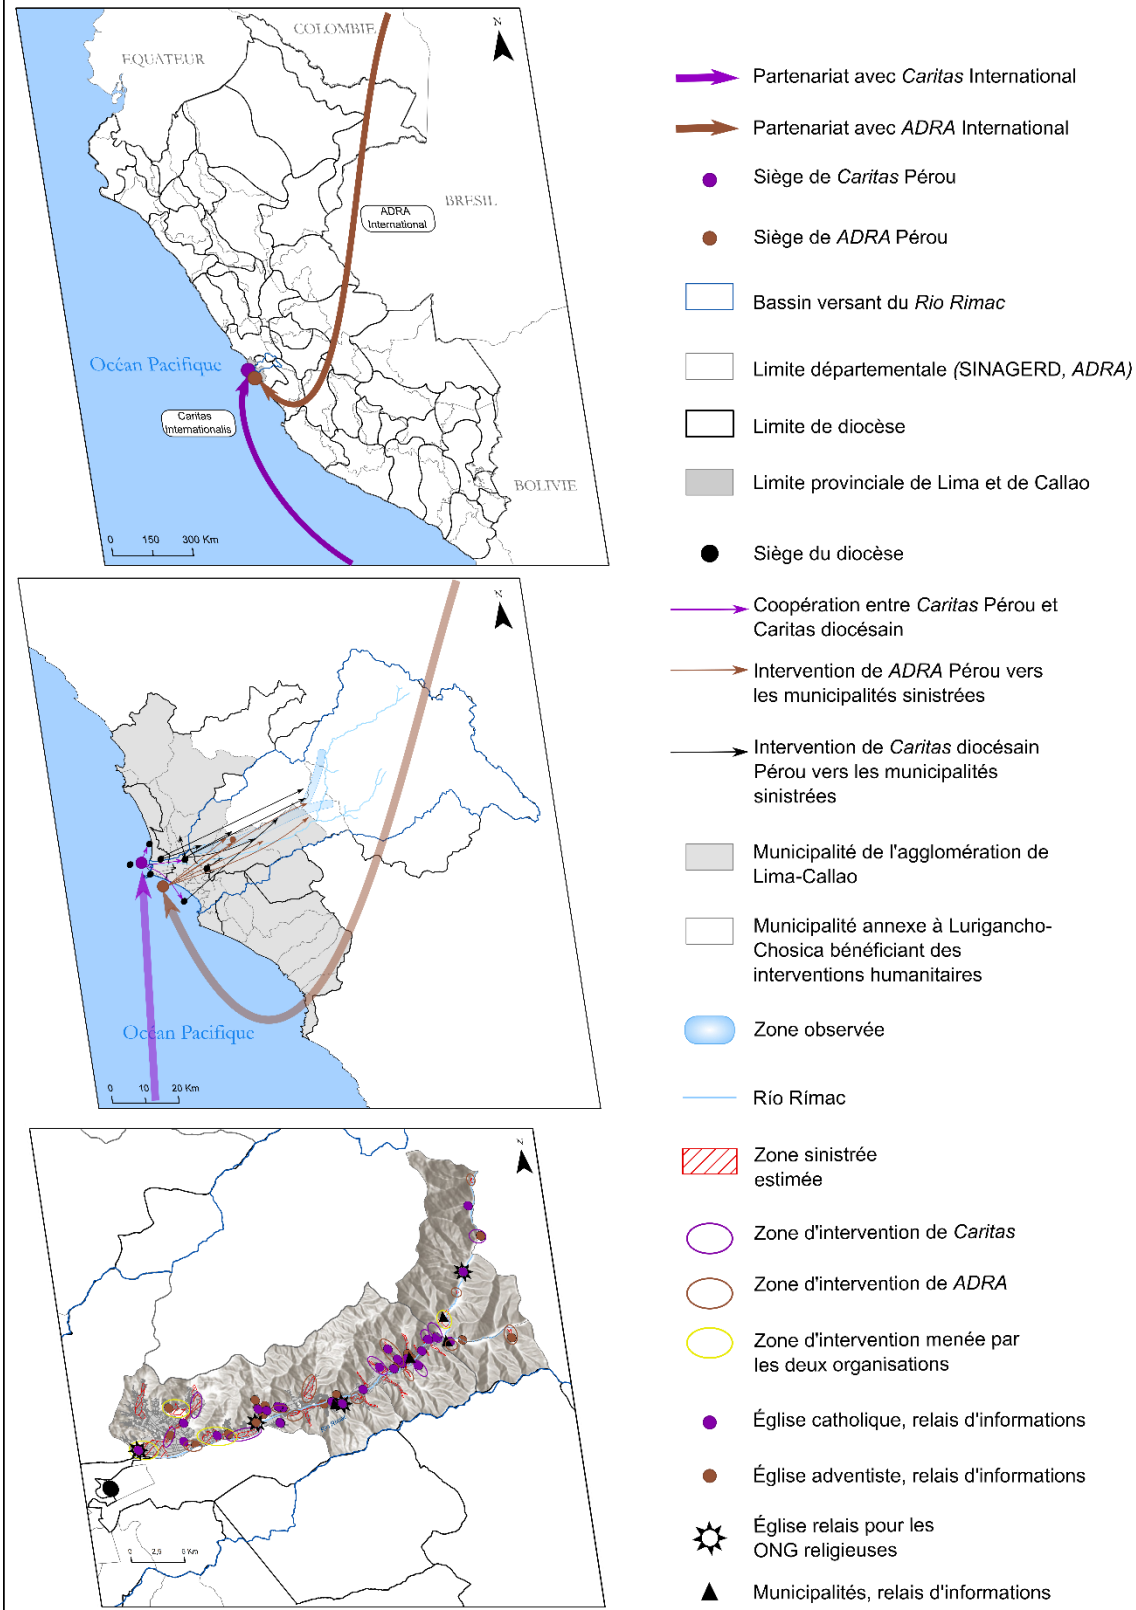 COLOMBIE
N
EQUATEUR
ADRA
International
BRESIL
Océan Pacifique
Caritas
Internationalis
BOLIVIE
0 150 300 Km
N
Océan Pacifique
0 10 20 Km
N
0 2,5 5 Km
Partenariat avec Caritas International
Partenariat avec ADRA International
Siège de Caritas Pérou
Siège de ADRA Pérou
Bassin versant du Rio Rimac
Limite départementale (SINAGERD, ADRA)
Limite de diocèse
Limite provinciale de Lima et de Callao
Siège du diocèse
Coopération entre Caritas Pérou et
Caritas diocésain
Intervention de ADRA Pérou vers
les municipalités sinistrées
Intervention de Caritas diocésain
Pérou vers les municipalités
sinistrées
Municipalité de l'agglomération de
Lima-Callao
Municipalité annexe à Lurigancho-
Chosica bénéficiant des
interventions humanitaires
Zone observée
Río Rímac
Zone sinistrée
estimée
Zone d'intervention de Caritas
Zone d'intervention de ADRA
Zone d'intervention menée par
les deux organisations
Église catholique, relais d'informations
Église adventiste, relais d'informations
Église relais pour les
ONG religieuses
Municipalités, relais d'informations